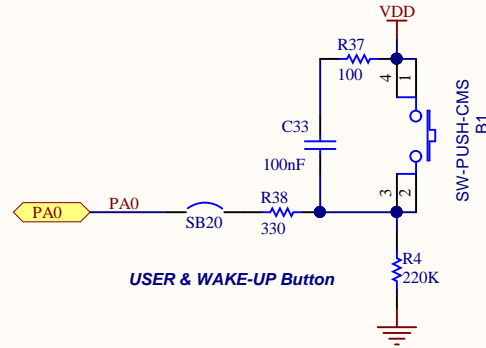 VDD
R37
100
4
1
C33
100nF
SW-PUSH-CMS
B1
3
2
PA0
PA0
SB20
R38
330
R4
220K
USER & WAKE-UP Button